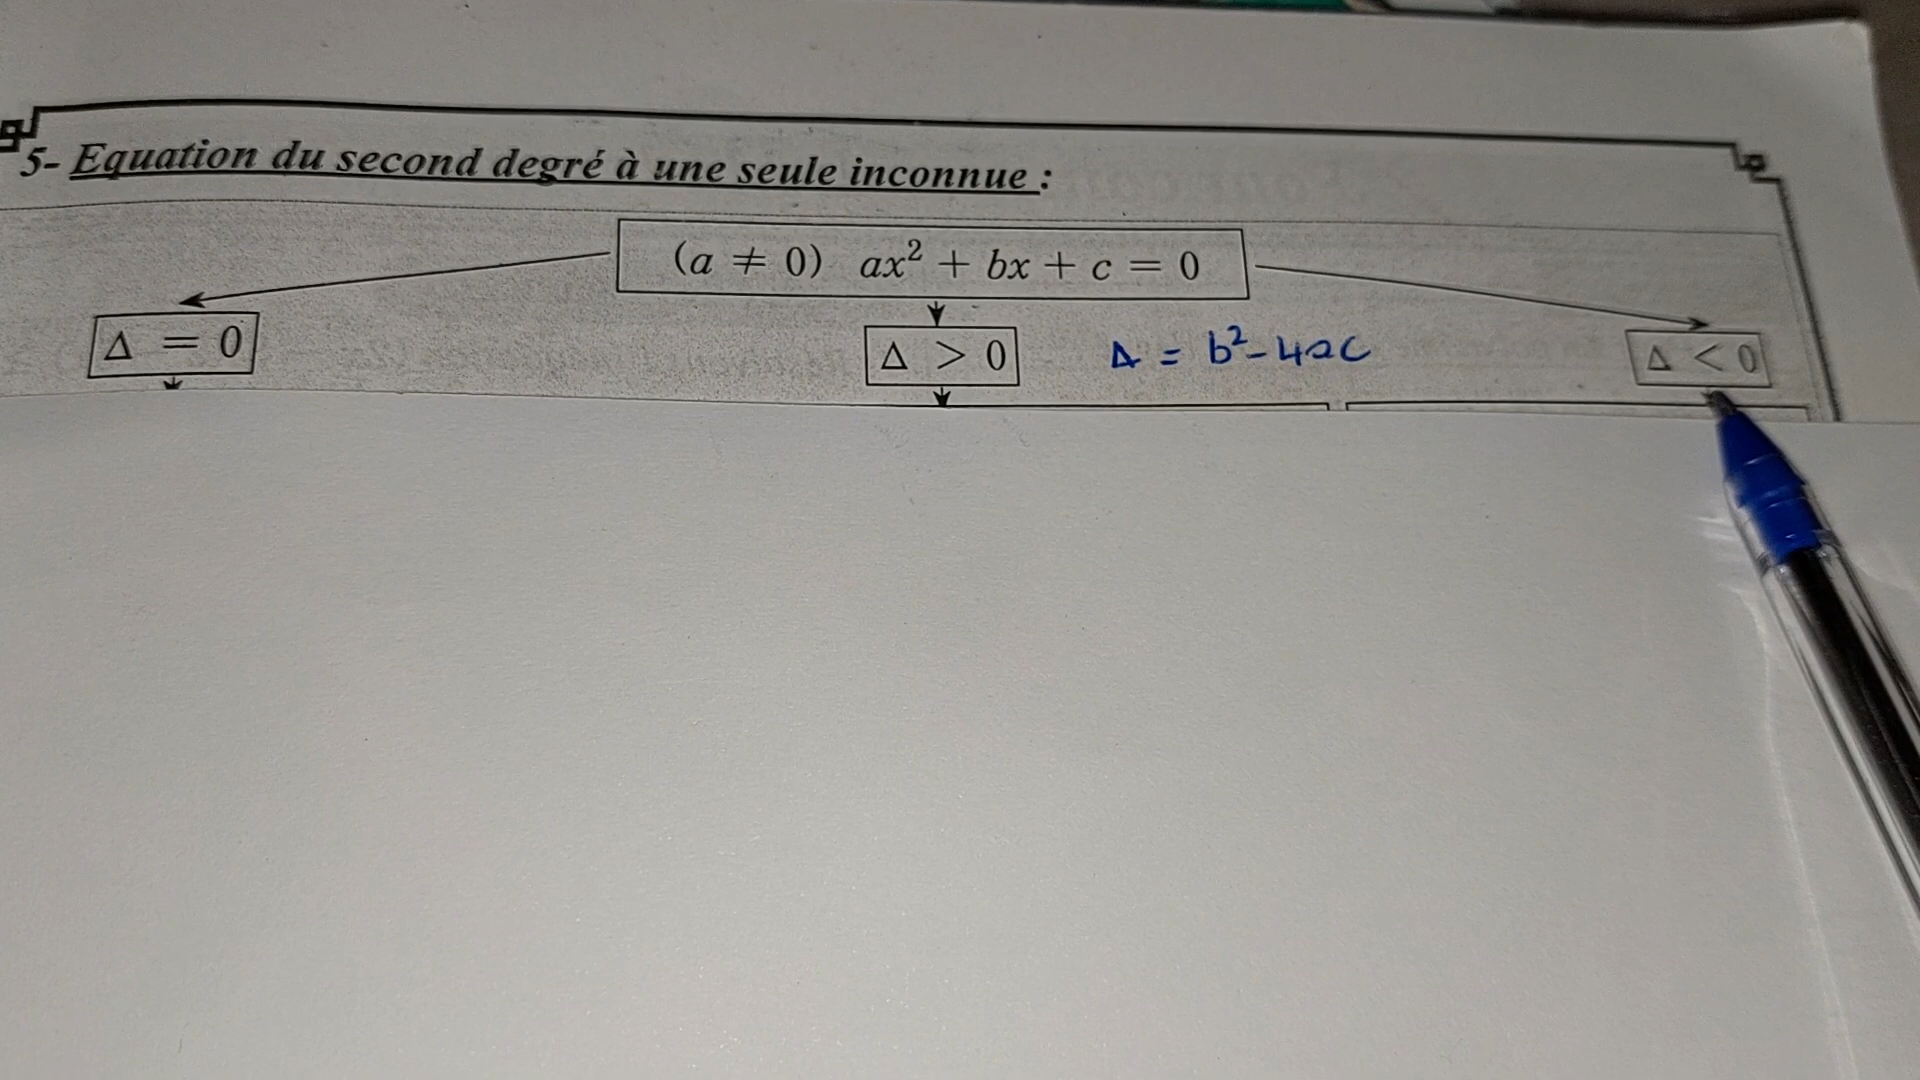 5- Equation du second degré à une seule inconnue :
(a ≠ 0) ax² + bx + c = 0
Δ = 0
Δ > 0
Δ = b² - 4ac
Δ < 0